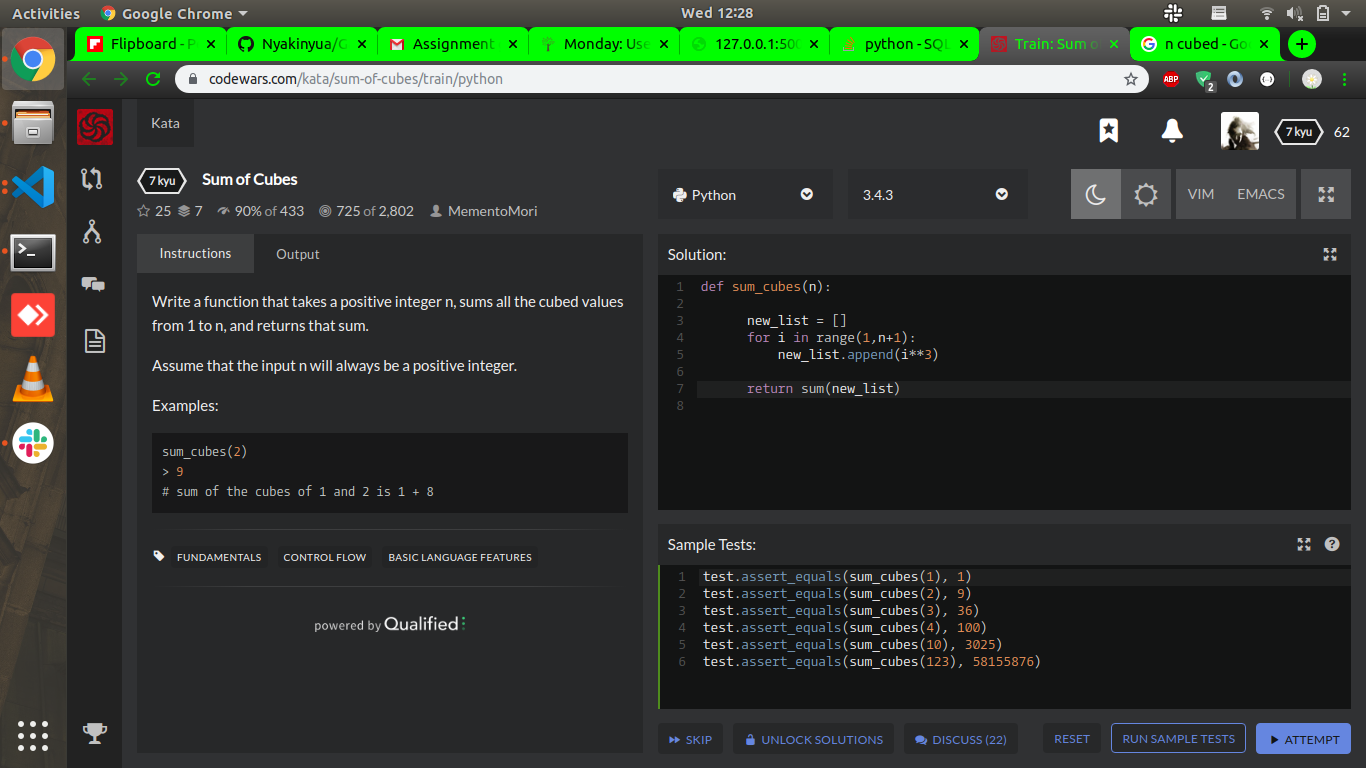 Activities Google Chrome Wed 12:28
Flipboard - P Nyakinyua/G Gmail Assignment Monday: Use 127.0.0.1:500 python - SQL Train: Sum o n cubed - Go
codewars.com/kata/sum-of-cubes/train/python ABP 2
Kata
7 kyu 62
7 kyu Sum of Cubes
25 7 90% of 433 725 of 2,802 MementoMori
Python 3.4.3 VIM EMACS
Instructions Output
Write a function that takes a positive integer n, sums all the cubed values
from 1 to n, and returns that sum.
Assume that the input n will always be a positive integer.
Examples:
sum_cubes(2)
> 9
# sum of the cubes of 1 and 2 is 1 + 8
FUNDAMENTALS CONTROL FLOW BASIC LANGUAGE FEATURES
powered by Qualified
Solution:
1 def sum_cubes(n):
2
3 new_list = []
4 for i in range(1,n+1):
5 new_list.append(i**3)
6
7 return sum(new_list)
8
Sample Tests:
1 test.assert_equals(sum_cubes(1), 1)
2 test.assert_equals(sum_cubes(2), 9)
3 test.assert_equals(sum_cubes(3), 36)
4 test.assert_equals(sum_cubes(4), 100)
5 test.assert_equals(sum_cubes(10), 3025)
6 test.assert_equals(sum_cubes(123), 58155876)
SKIP UNLOCK SOLUTIONS DISCUSS (22) RESET RUN SAMPLE TESTS ATTEMPT